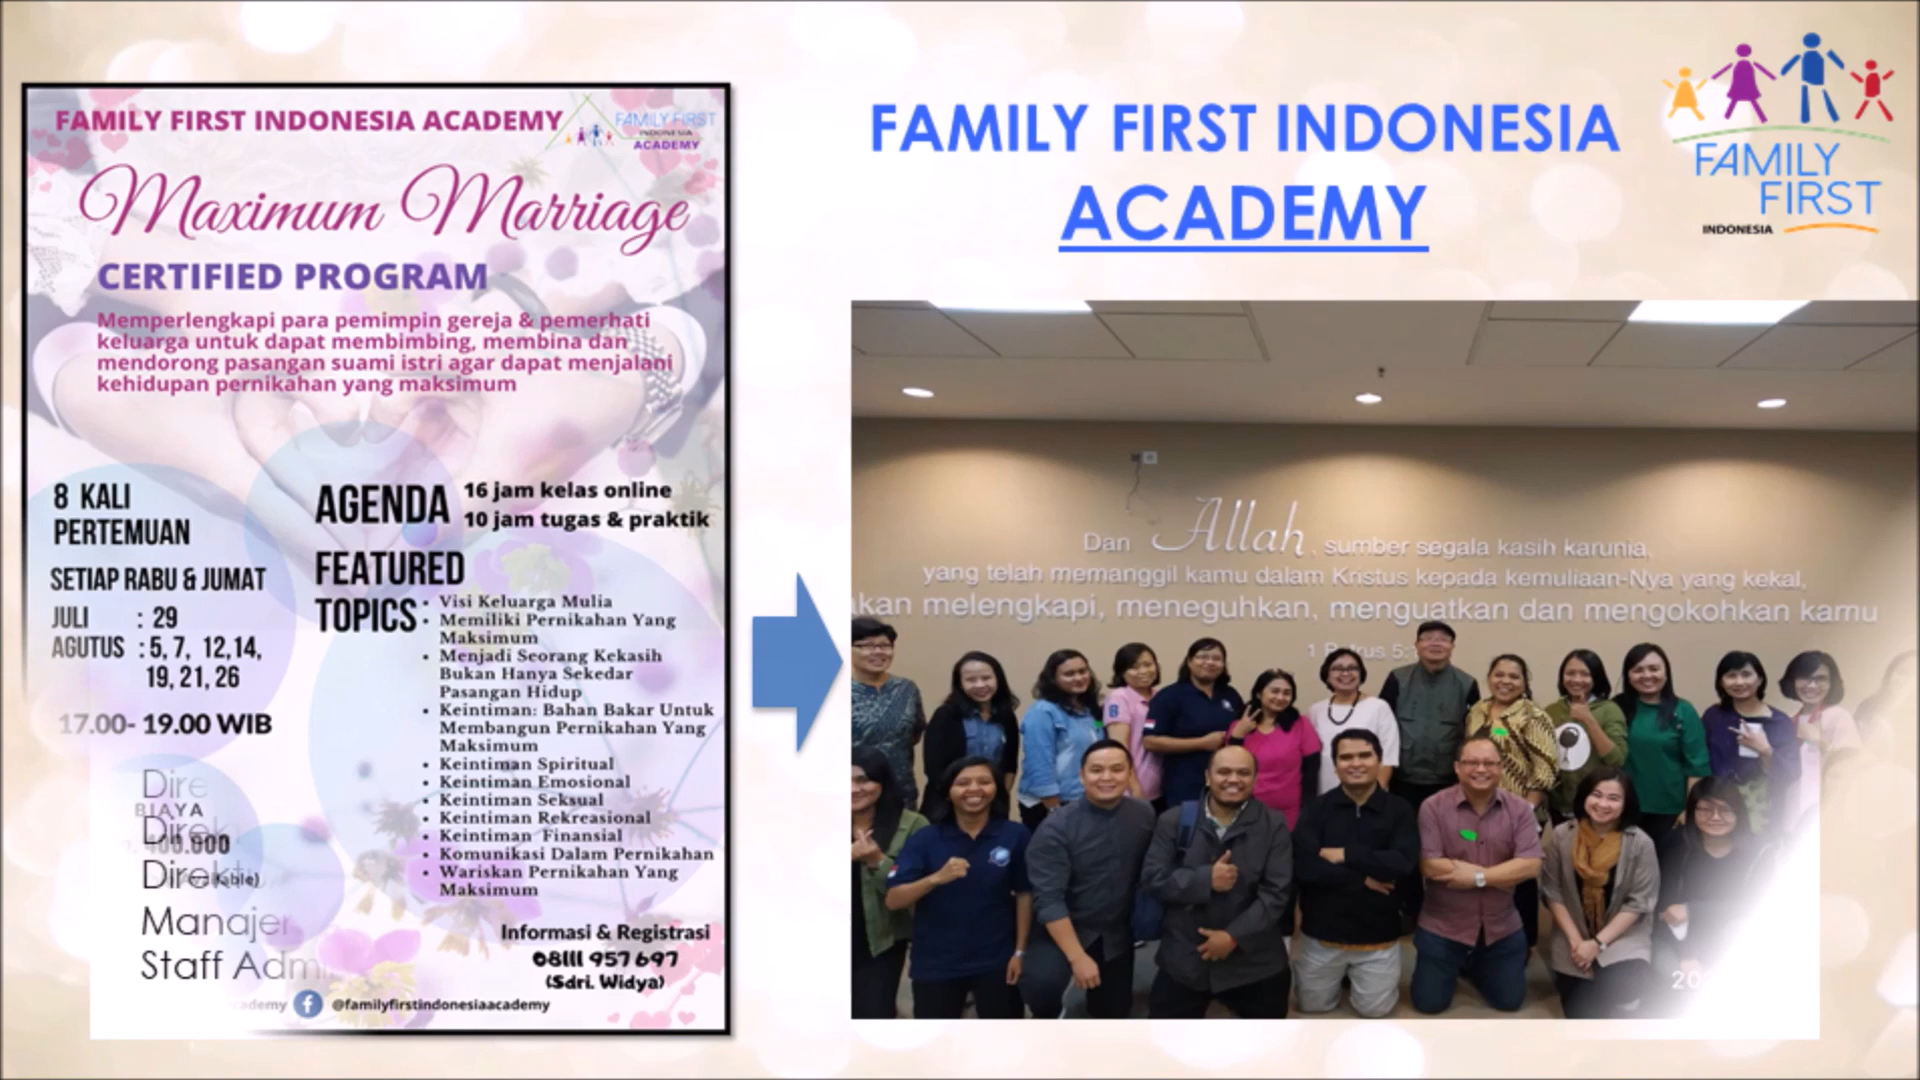 FAMILY FIRST INDONESIA ACADEMY
FAMILY FIRST
INDONESIA
ACADEMY
Maximum Marriage
CERTIFIED PROGRAM
Memperlengkapi para pemimpin gereja & pemerhati
keluarga untuk dapat membimbing, membina dan
mendorong pasangan suami istri agar dapat menjalani
kehidupan pernikahan yang maksimum
8 KALI
PERTEMUAN
SETIAP RABU & JUMAT
JULI : 29
AGUTUS : 5, 7, 12,14,
19, 21, 26
17.00- 19.00 WIB
BIAYA
Manajer
Staff Adm
AGENDA
16 jam kelas online
10 jam tugas & praktik
FEATURED
TOPICS
• Visi Keluarga Mulia
• Memiliki Pernikahan Yang
Maksimum
• Menjadi Seorang Kekasih
Bukan Hanya Sekedar
Pasangan Hidup
• Keintiman: Bahan Bakar Untuk
Membangun Pernikahan Yang
Maksimum
• Keintiman Spiritual
• Keintiman Emosional
• Keintiman Seksual
• Keintiman Rekreasional
• Keintiman Finansial
• Komunikasi Dalam Pernikahan
• Wariskan Pernikahan Yang
Maksimum
Informasi & Registrasi
08111 957 697
(Sdri. Widya)
@familyfirstindonesiaacademy
FAMILY FIRST INDONESIA
ACADEMY
FAMILY
FIRST
INDONESIA
Dan Allah, sumber segala kasih karunia,
yang telah memanggil kamu dalam Kristus kepada kemuliaan-Nya yang kekal,
akan melengkapi, meneguhkan, menguatkan dan mengokohkan kamu